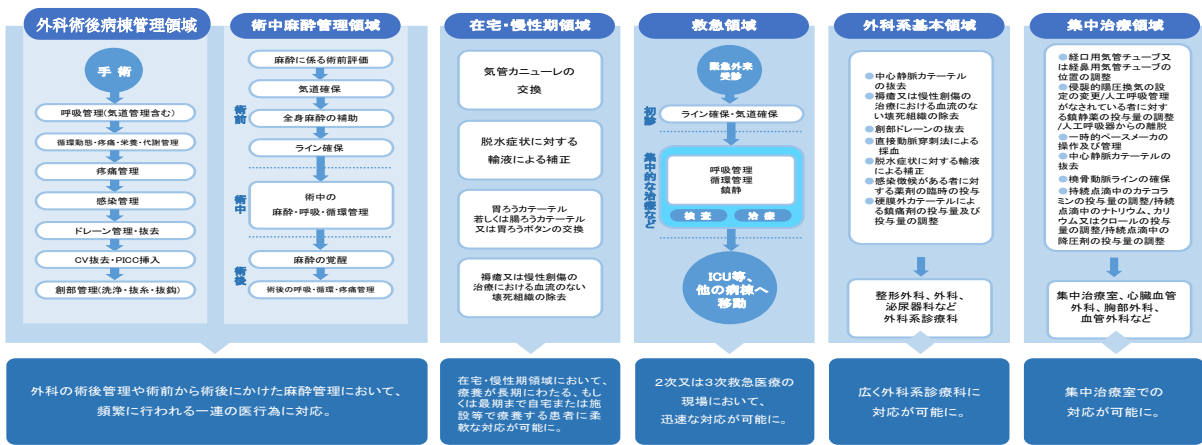 外科術後病棟管理領域
手 術
呼吸管理(気道管理含む)
循環動態・疼痛・栄養・代謝管理
疼痛管理
感染管理
ドレーン管理・抜去
CV抜去・PICC挿入
創部管理(洗浄・抜糸・抜鈎)
術中麻酔管理領域
術前
麻酔に係る術前評価
気道確保
全身麻酔の補助
ライン確保
術中
術中の
麻酔・呼吸・循環管理
術後
麻酔の覚醒
術後の呼吸・循環・疼痛管理
外科の術後管理や術前から術後にかけた麻酔管理において、
頻繁に行われる一連の医行為に対応。
在宅・慢性期領域
気管カニューレの
交換
脱水症状に対する
輸液による補正
胃ろうカテーテル
若しくは腸ろうカテーテル
又は胃ろうボタンの交換
褥瘡又は慢性創傷の
治療における血流のない
壊死組織の除去
在宅・慢性期領域において、
療養が長期にわたる、もし
くは最期まで自宅または施
設等で療養する患者に柔
軟な対応が可能に。
救急領域
緊急外来
受診
初診
ライン確保・気道確保
集中的な治療など
呼吸管理
循環管理
鎮静
検 査
治 療
ICU等、
他の病棟へ
移動
2次又は3次救急医療の
現場において、
迅速な対応が可能に。
外科系基本領域
●中心静脈カテーテル
の抜去
●褥瘡又は慢性創傷の
治療における血流のな
い壊死組織の除去
●創部ドレーンの抜去
●直接動脈穿刺法による
採血
●脱水症状に対する輸液
による補正
●感染徴候がある者に対
する薬剤の臨時の投与
●硬膜外カテーテルによ
る鎮痛剤の投与量及び
投与量の調整
整形外科、外科、
泌尿器科など
外科系診療科
広く外科系診療科に
対応が可能に。
集中治療領域
●経口用気管チューブ又
は経鼻用気管チューブの
位置の調整
●侵襲的陽圧換気の設
定の変更/人工呼吸管理
がなされている者に対す
る鎮静薬の投与量の調整
/人工呼吸器からの離脱
●一時的ペースメーカの
操作及び管理
●中心静脈カテーテルの
抜去
●橈骨動脈ラインの確保
●持続点滴中のカテコラ
ミンの投与量の調整/持続
点滴中のナトリウム、カリ
ウム又はクロールの投与
量の調整/持続点滴中の
降圧剤の投与量の調整
集中治療室、心臓血管
外科、胸部外科、
血管外科など
集中治療室での
対応が可能に。